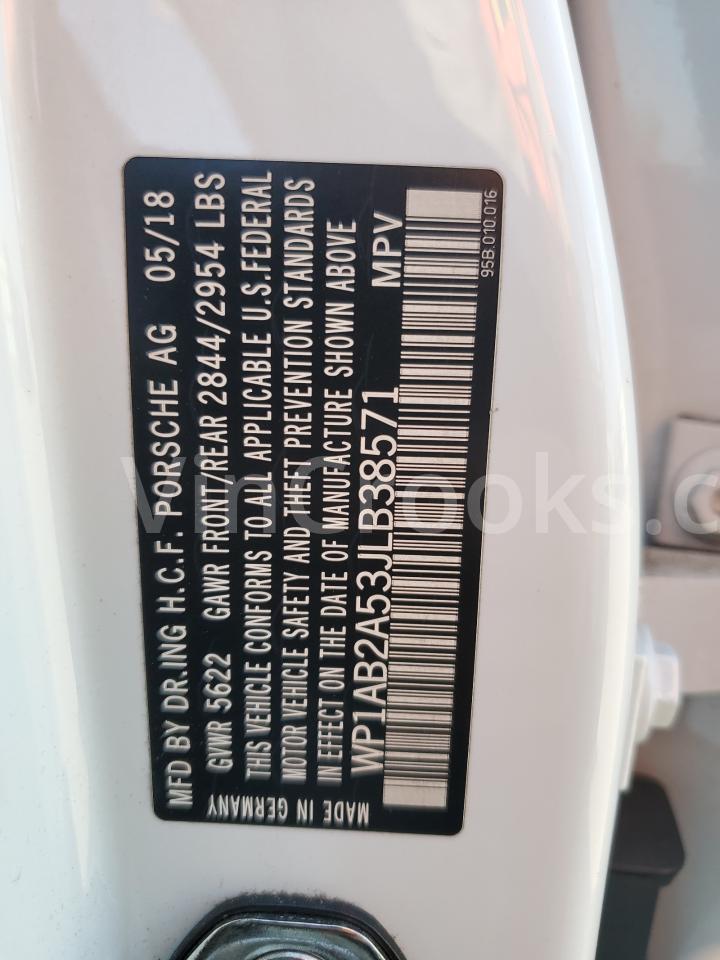 MFD BY DR.ING H.C.F. PORSCHE AG 05/18
GVWR 5622 GAWR FRONT/REAR 2844/2954 LBS
THIS VEHICLE CONFORMS TO ALL APPLICABLE U.S.FEDERAL
MOTOR VEHICLE SAFETY AND THEFT PREVENTION STANDARDS
IN EFFECT ON THE DATE OF MANUFACTURE SHOWN ABOVE
WP1AB2A53JLB38571 MPV
MADE IN GERMANY
95B.010.016
VinCrooks.c